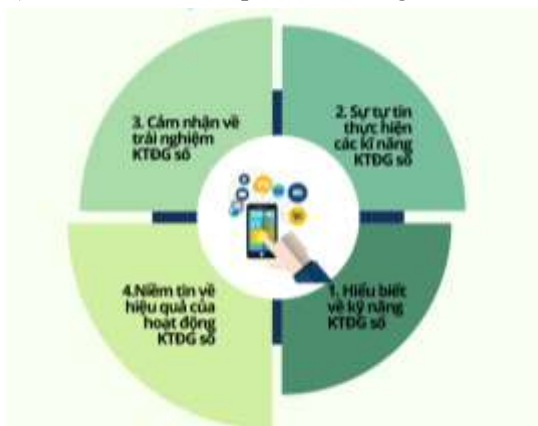 3. Cảm nhận về
trải nghiệm
KTĐG số
2. Sự tự tin
thực hiện
các kĩ năng
KTĐG số
4.Niềm tin về
hiệu quả của
hoạt động
KTĐG số
1. Hiểu biết
về kỹ năng
KTĐG số